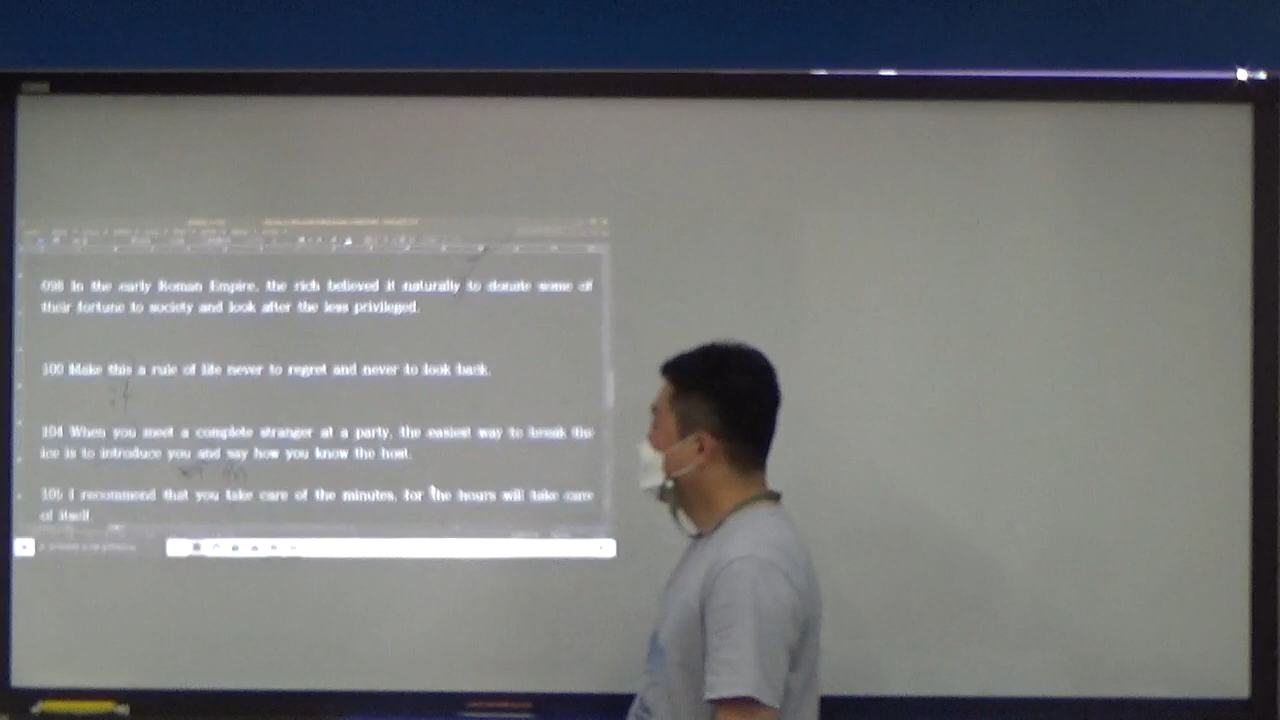 098 In the early Roman Empire, the rich believed it naturally to donate some of
their fortune to society and look after the less privileged.
100 Make this a rule of life never to regret and never to look back.
it
104 When you meet a complete stranger at a party, the easiest way to break the
ice is to introduce you and say how you know the host.
105 I recommend that you take care of the minutes, for the hours will take care
of itself.